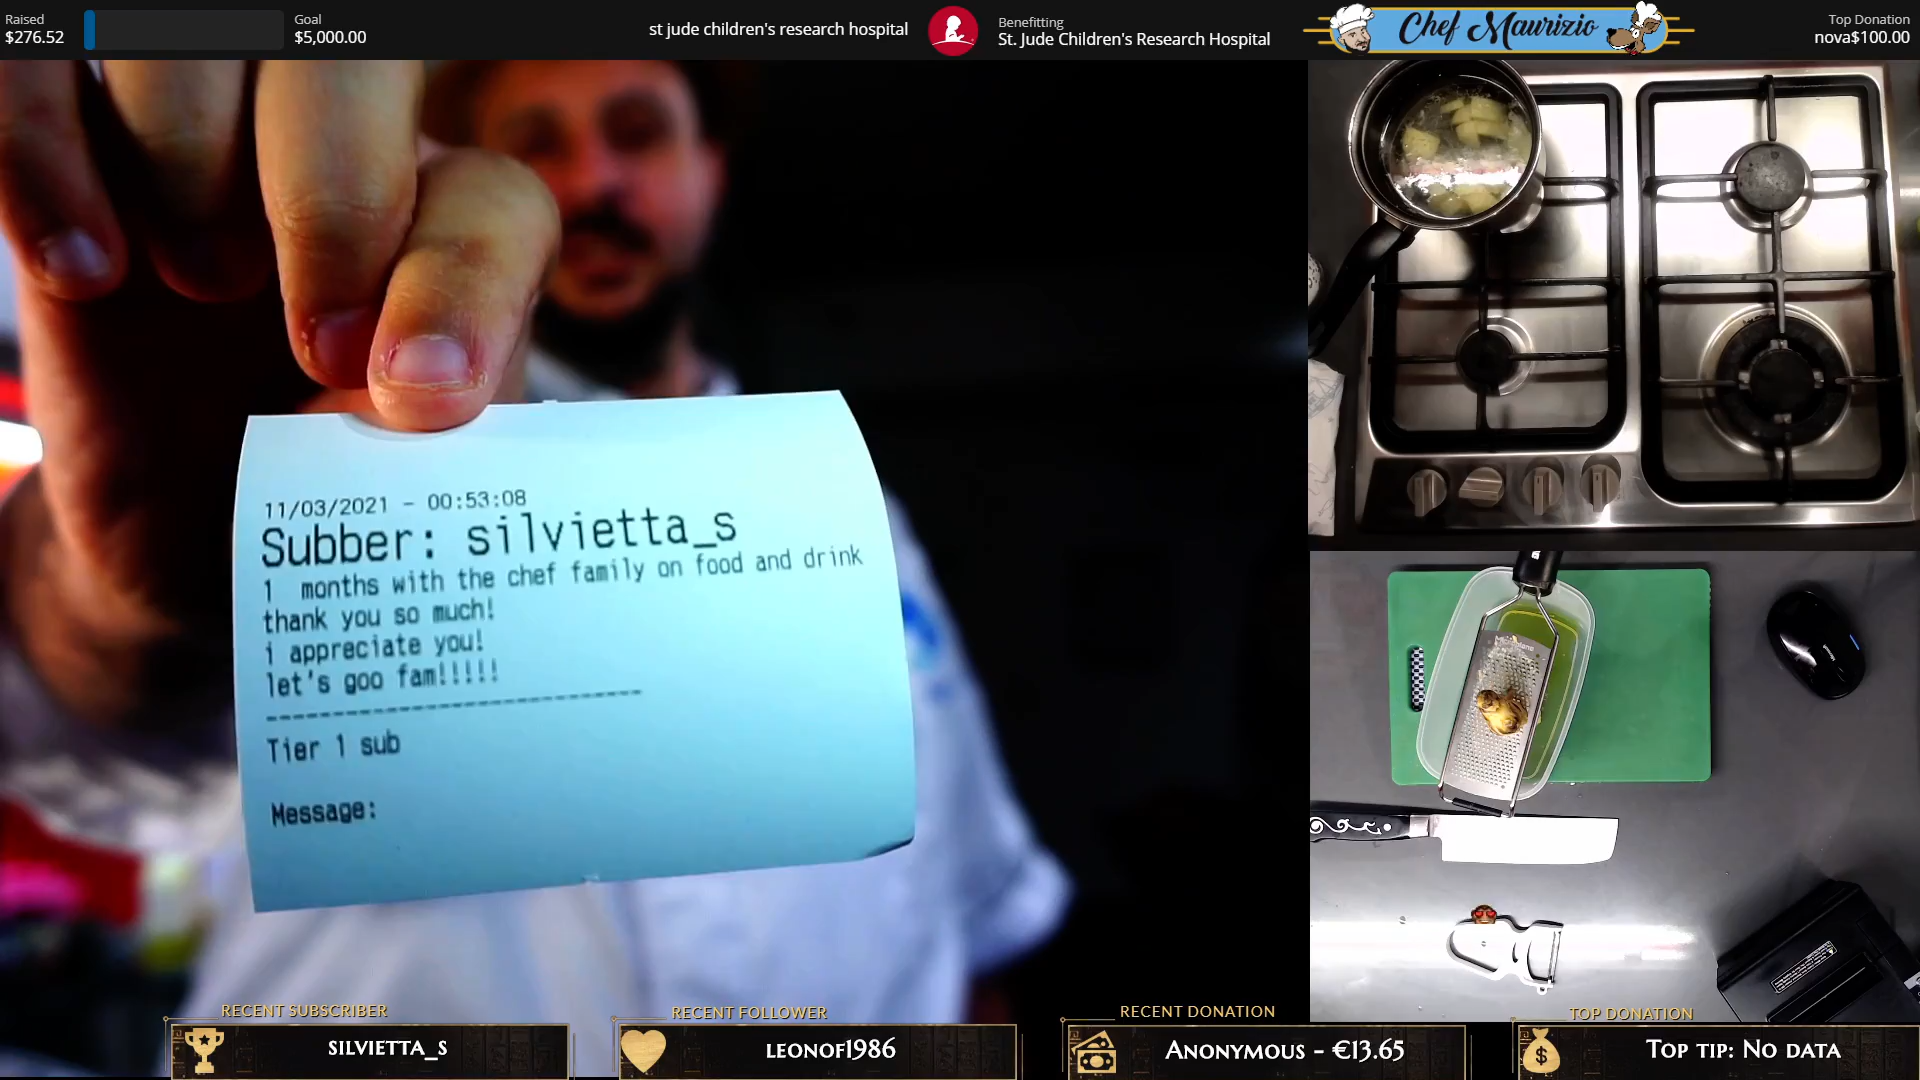 Raised
$276.52
Goal
$5,000.00
st jude children's research hospital
Benefitting
St. Jude Children's Research Hospital
Chef Maurizio
Top Donation
nova$100.00
11/03/2021 - 00:53:08
Subber: silvietta_s
1  months with the chef family on food and drink
thank you so much!
i appreciate you!
let's goo fam!!!!!
------------------------------
Tier 1 sub
Message:
Microsoft
RECENT SUBSCRIBER
SILVIETTA_S
RECENT FOLLOWER
LEONOF1986
RECENT DONATION
ANONYMOUS - €13.65
TOP DONATION
TOP TIP: NO DATA